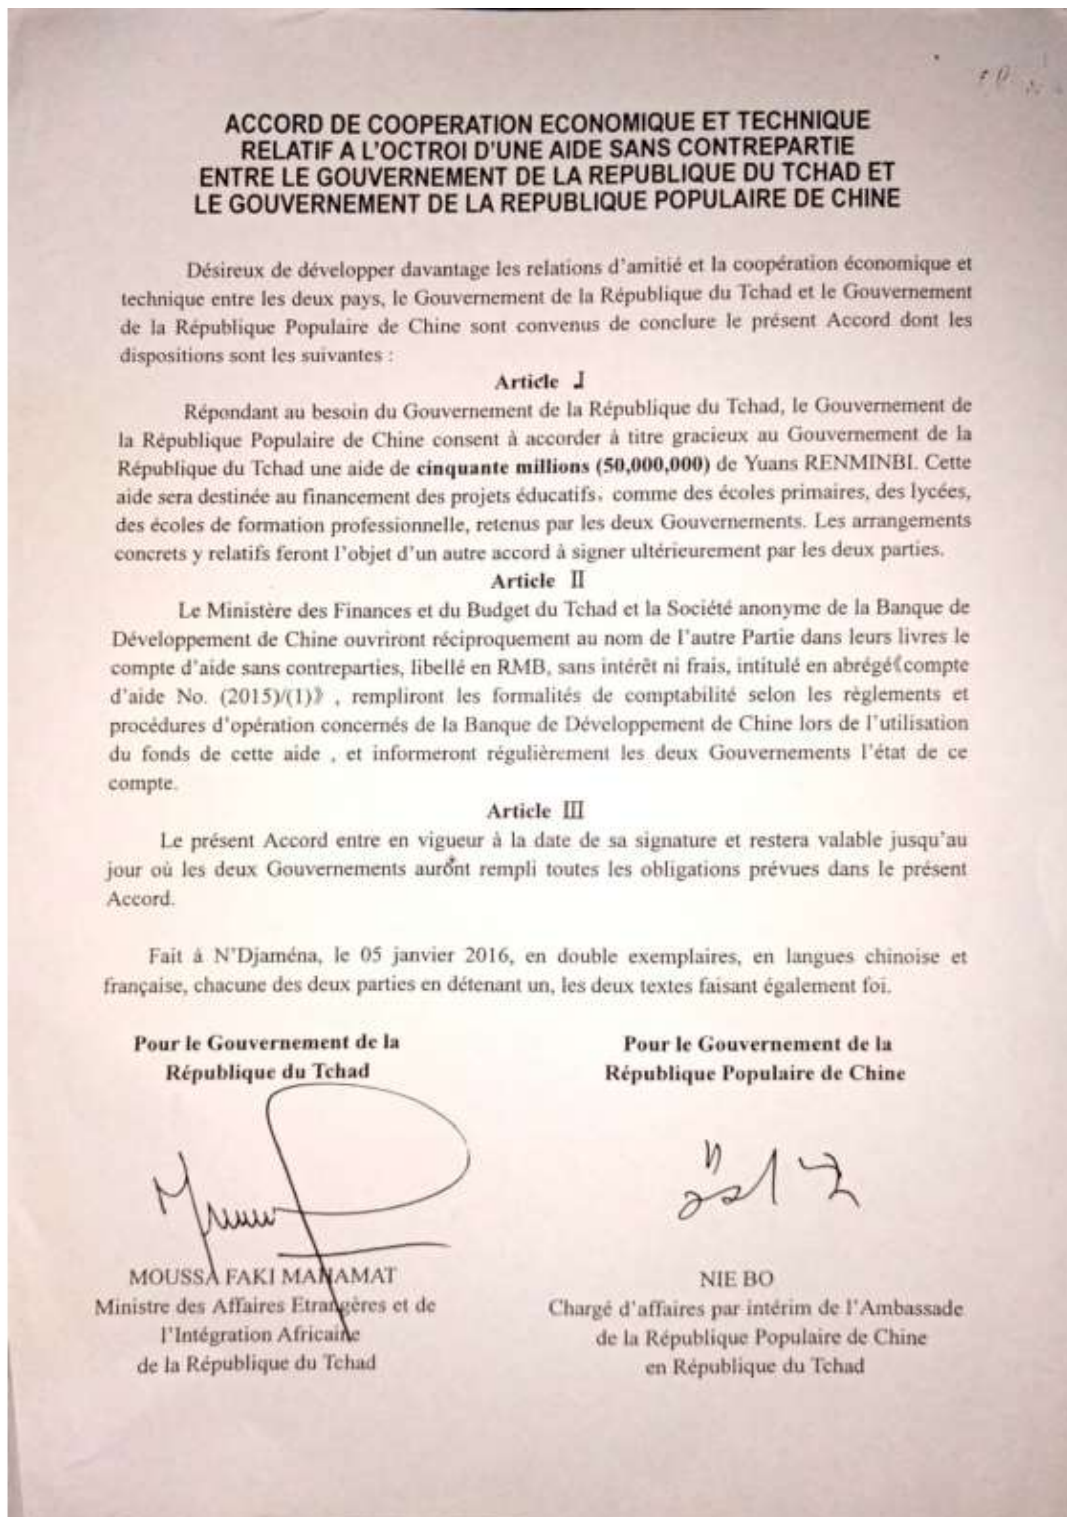 ACCORD DE COOPERATION ECONOMIQUE ET TECHNIQUE
RELATIF A L'OCTROI D'UNE AIDE SANS CONTREPARTIE
ENTRE LE GOUVERNEMENT DE LA REPUBLIQUE DU TCHAD ET
LE GOUVERNEMENT DE LA REPUBLIQUE POPULAIRE DE CHINE
Désireux de développer davantage les relations d'amitié et la coopération économique et
technique entre les deux pays, le Gouvernement de la République du Tchad et le Gouvernement
de la République Populaire de Chine sont convenus de conclure le présent Accord dont les
dispositions sont les suivantes :
Article I
Répondant au besoin du Gouvernement de la République du Tchad, le Gouvernement de
la République Populaire de Chine consent à accorder à titre gracieux au Gouvernement de la
République du Tchad une aide de cinquante millions (50,000,000) de Yuans RENMINBI. Cette
aide sera destinée au financement des projets éducatifs, comme des écoles primaires, des lycées,
des écoles de formation professionnelle, retenus par les deux Gouvernements. Les arrangements
concrets y relatifs feront l'objet d'un autre accord à signer ultérieurement par les deux parties.
Article II
Le Ministère des Finances et du Budget du Tchad et la Société anonyme de la Banque de
Développement de Chine ouvriront réciproquement au nom de l'autre Partie dans leurs livres le
compte d'aide sans contreparties, libellé en RMB, sans intérêt ni frais, intitulé en abrégé《compte
d'aide No. (2015)/(1)》, rempliront les formalités de comptabilité selon les règlements et
procédures d'opération concernés de la Banque de Développement de Chine lors de l'utilisation
du fonds de cette aide , et informeront régulièrement les deux Gouvernements l'état de ce
compte.
Article III
Le présent Accord entre en vigueur à la date de sa signature et restera valable jusqu'au
jour où les deux Gouvernements auront rempli toutes les obligations prévues dans le présent
Accord.
Fait à N'Djaména, le 05 janvier 2016, en double exemplaires, en langues chinoise et
française, chacune des deux parties en détenant un, les deux textes faisant également foi.
Pour le Gouvernement de la
République du Tchad
MOUSSA FAKI MAHAMAT
Ministre des Affaires Etrangères et de
l'Intégration Africaine
de la République du Tchad
Pour le Gouvernement de la
République Populaire de Chine
NIE BO
Chargé d'affaires par intérim de l'Ambassade
de la République Populaire de Chine
en République du Tchad